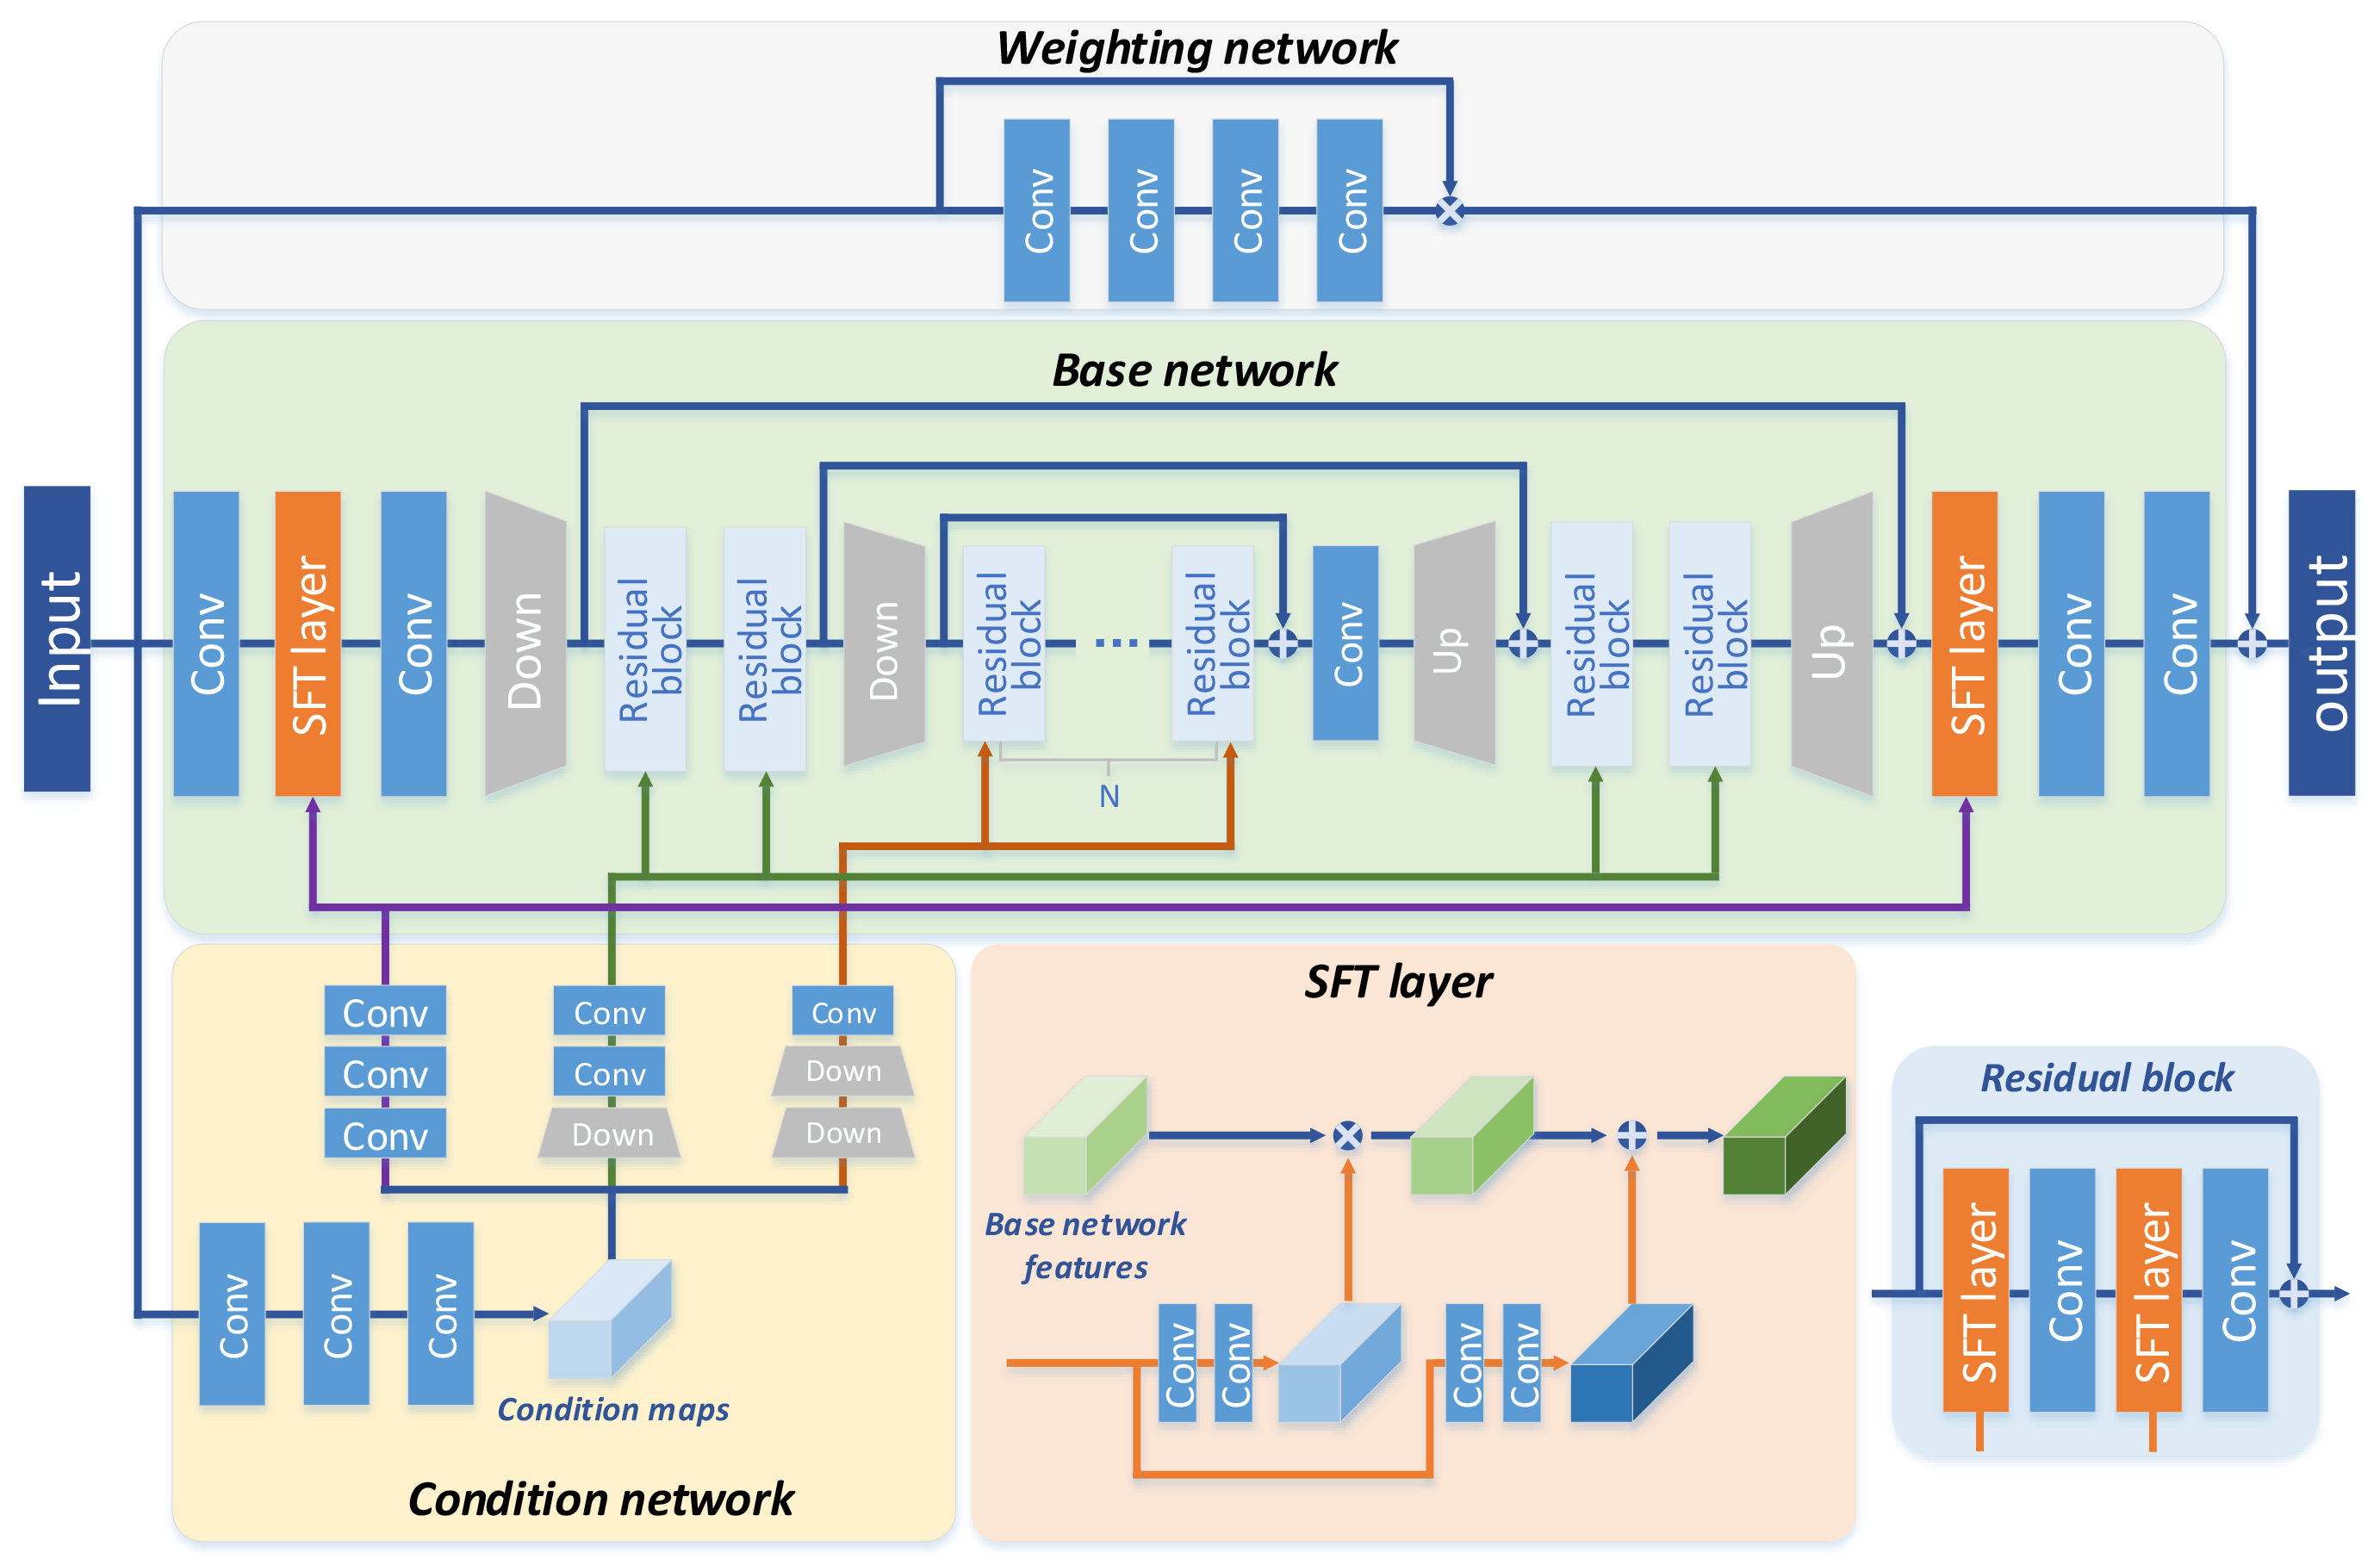 Weighting network
Conv
Conv
Conv
Conv
Base network
Input
Conv
SFT layer
Conv
Down
Residual
block
Residual
block
Down
Residual
block
...
Residual
block
N
Conv
Up
Residual
block
Residual
block
Up
SFT layer
Conv
Conv
output
Conv
Conv
Conv
Conv
Conv
Down
Conv
Down
Down
Conv
Conv
Conv
Condition maps
Condition network
SFT layer
Base network
features
Conv
Conv
Conv
Conv
Residual block
SFT layer
Conv
SFT layer
Conv